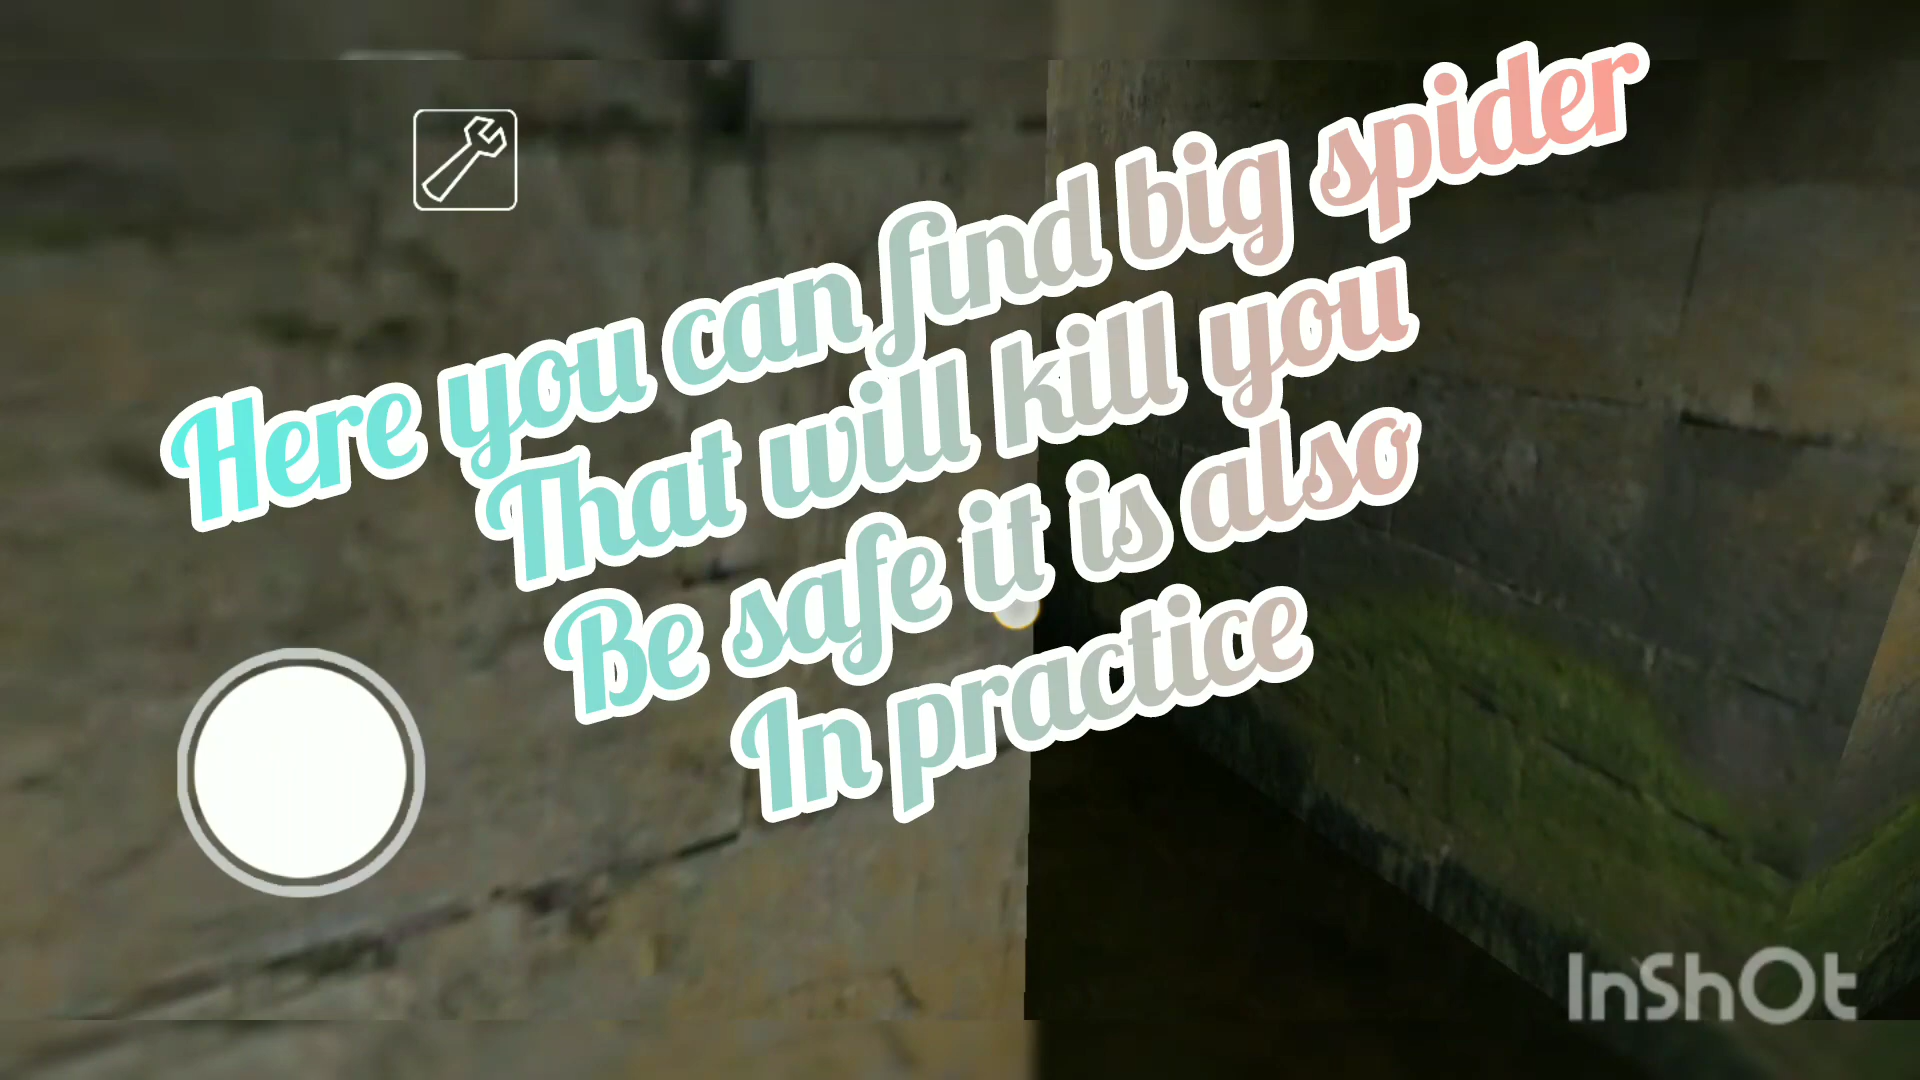 Here you can find big spider
That will kill you
Be safe it is also
In practice
InShOt